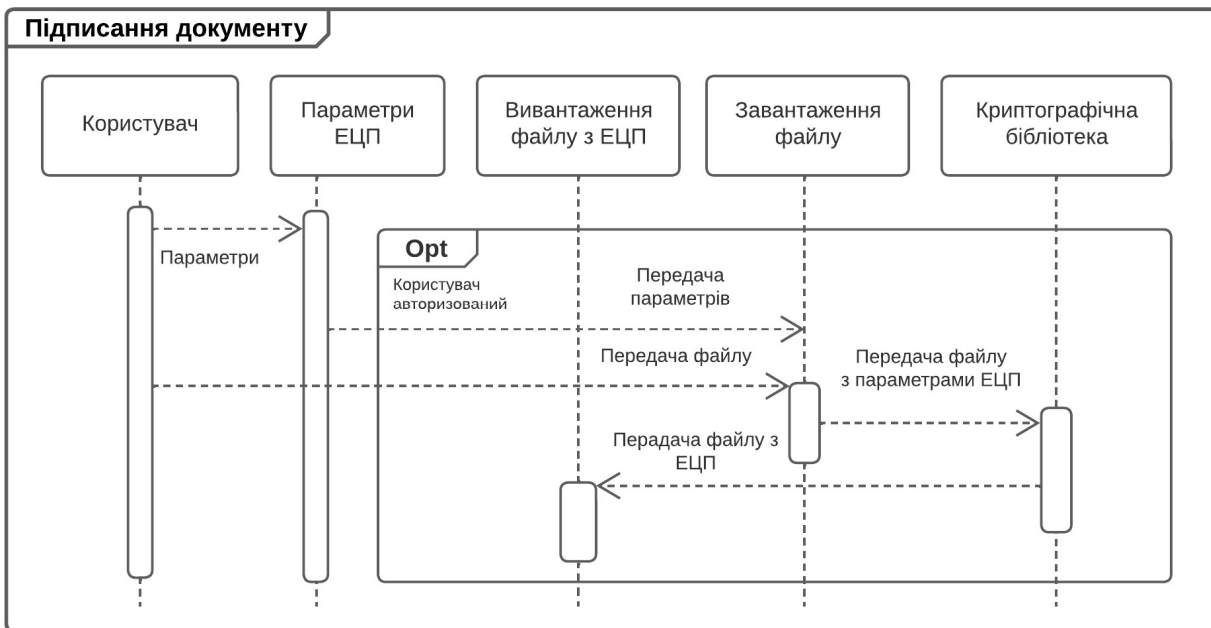 Підписання документу
Користувач
Параметри
ЕЦП
Вивантаження
файлу з ЕЦП
Завантаження
файлу
Криптографічна
бібліотека
Параметри
Opt
Користувач
авторизований
Передача
параметрів
Передача файлу
Передача файлу
з параметрами ЕЦП
Перадача файлу з
ЕЦП